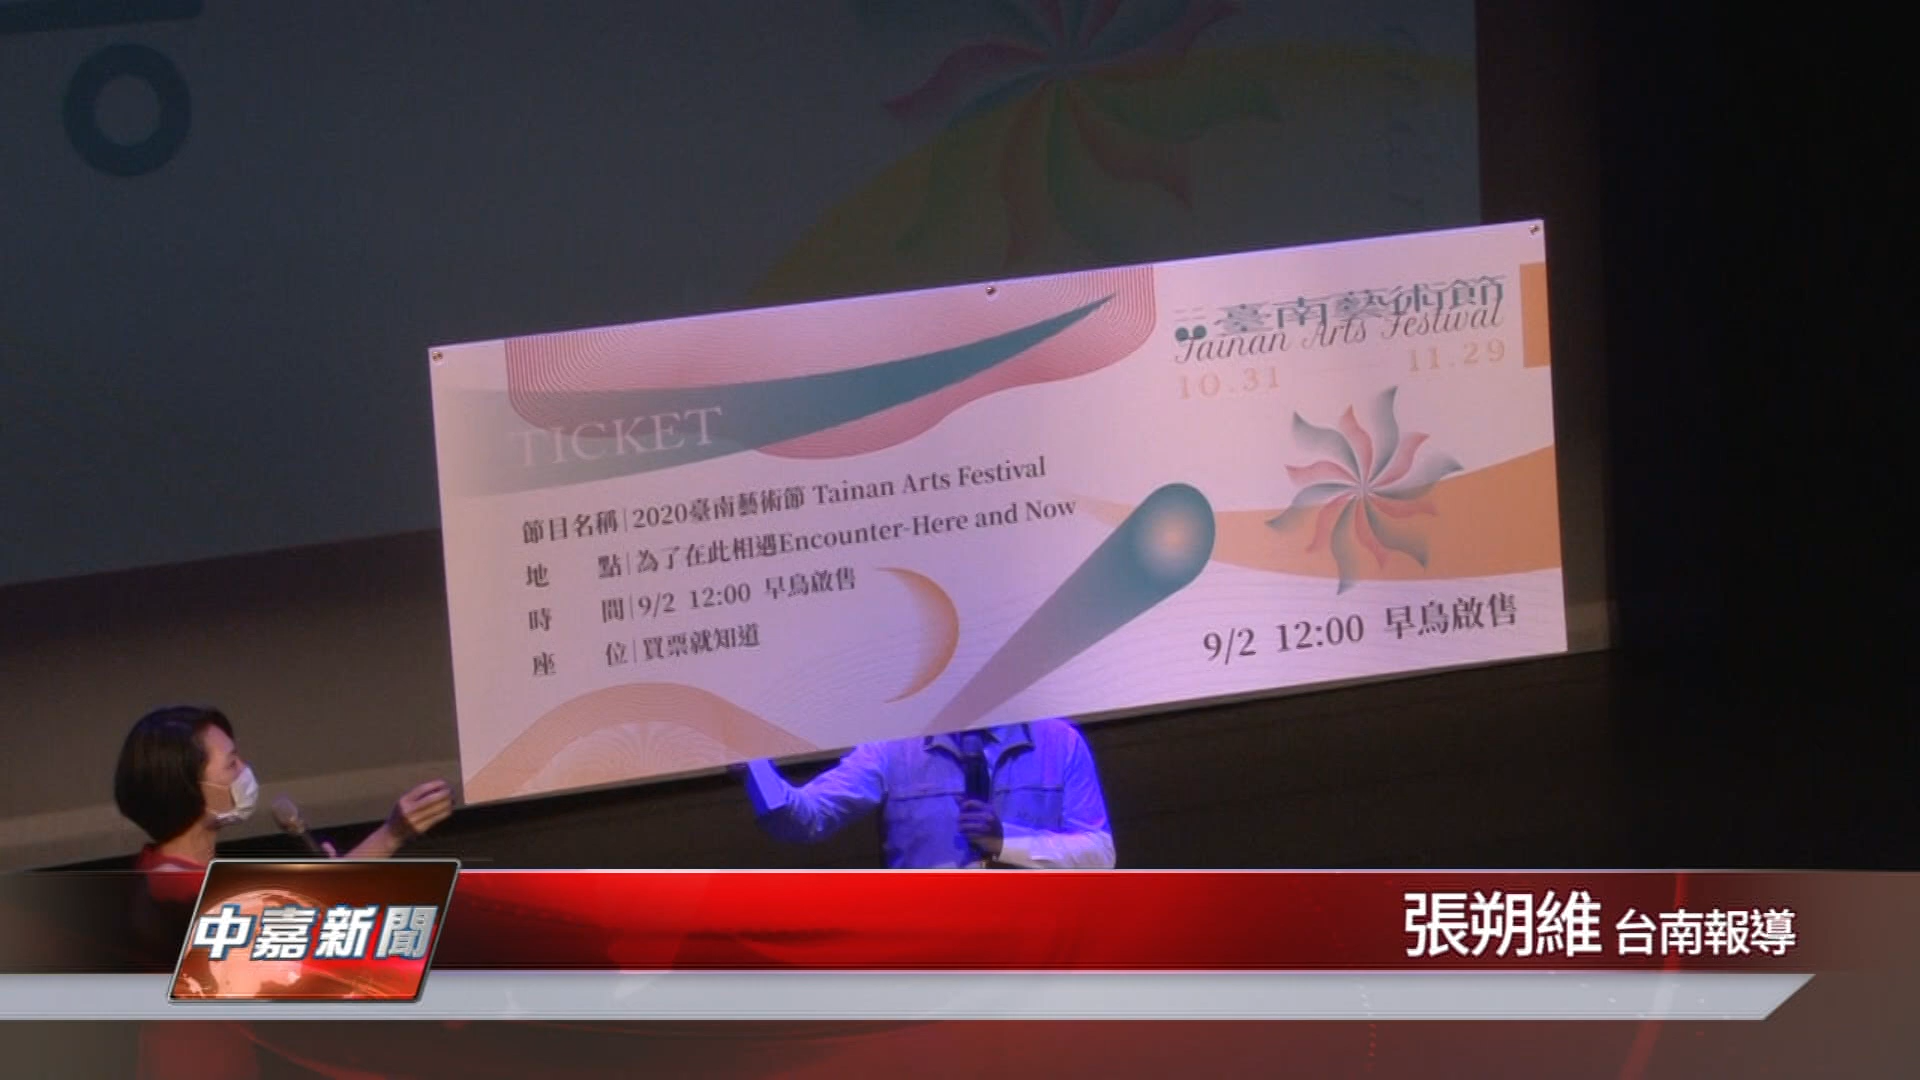 臺南藝術節
Tainan Arts Festival
10.31
11.29
TICKET
節目名稱|2020臺南藝術節 Tainan Arts Festival
地點|為了在此相遇Encounter-Here and Now
時間|9/2 12:00 早鳥啟售
座位|買票就知道
9/2 12:00 早鳥啟售
中嘉新聞
張朔維 台南報導